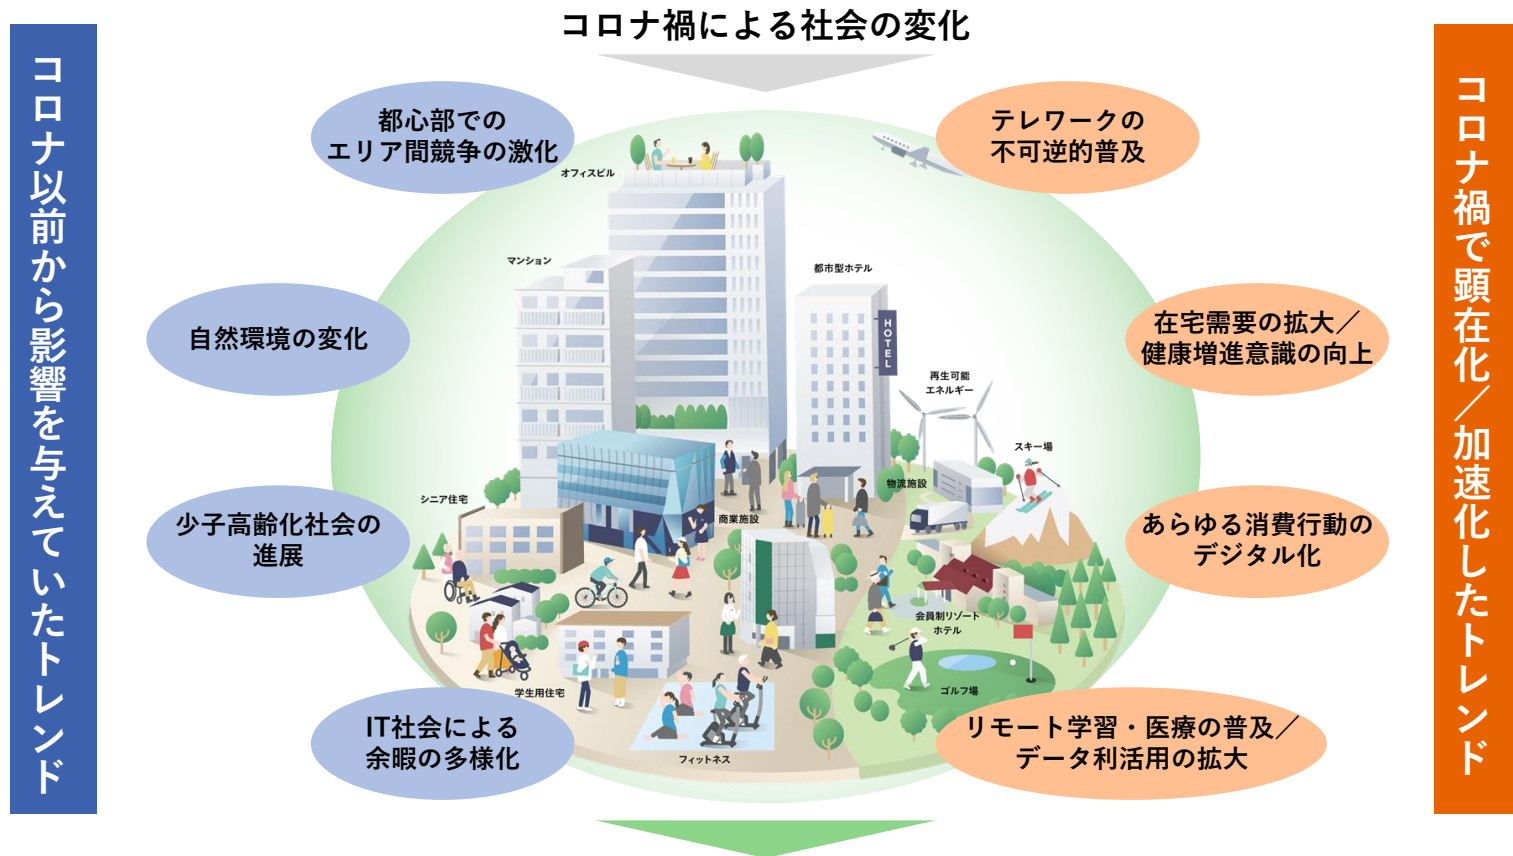 コロナ禍による社会の変化
コロナ以前から影響を与えていたトレンド
都心部での
エリア間競争の激化
自然環境の変化
少子高齢化社会の
進展
IT社会による
余暇の多様化
オフィスビル
マンション
都市型ホテル
HOTEL
再生可能
エネルギー
スキー場
物流施設
シニア住宅
商業施設
会員制リゾート
ホテル
ゴルフ場
学生用住宅
フィットネス
テレワークの
不可逆的普及
在宅需要の拡大／
健康増進意識の向上
あらゆる消費行動の
デジタル化
リモート学習・医療の普及／
データ利活用の拡大
コロナ禍で顕在化／加速化したトレンド